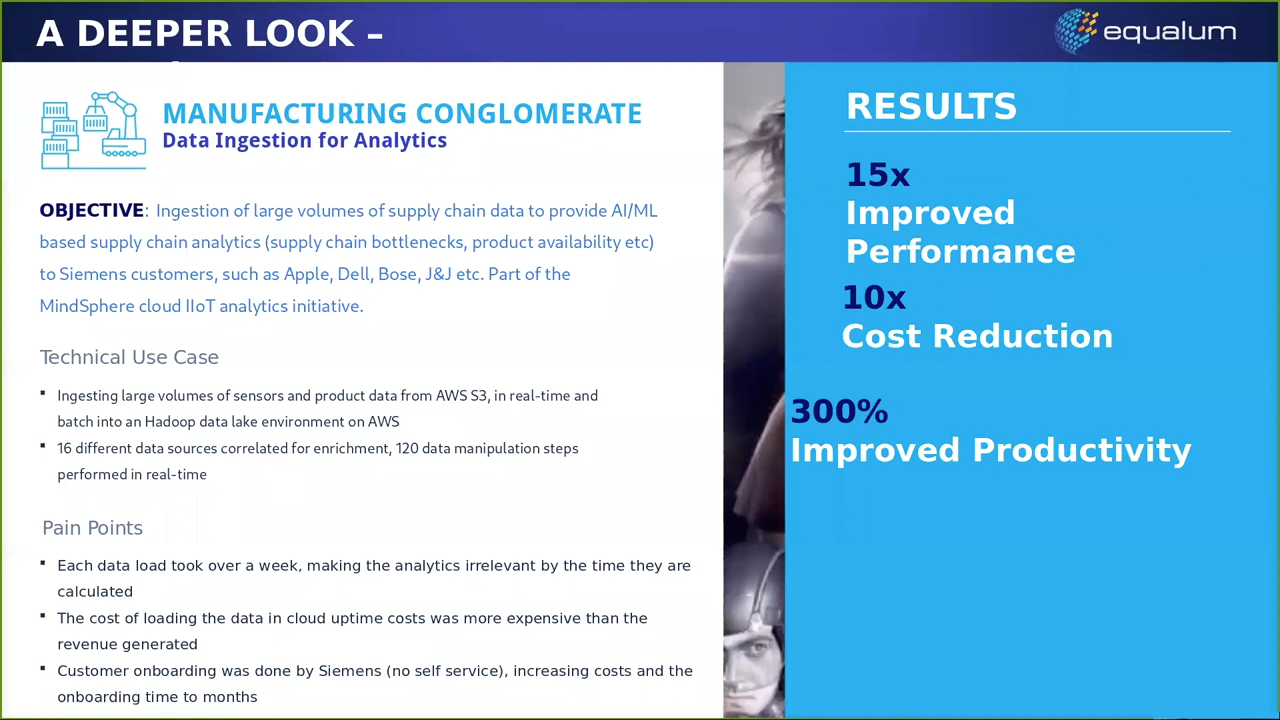 A DEEPER LOOK –
equalum
MANUFACTURING CONGLOMERATE
Data Ingestion for Analytics
OBJECTIVE: Ingestion of large volumes of supply chain data to provide AI/ML
based supply chain analytics (supply chain bottlenecks, product availability etc)
to Siemens customers, such as Apple, Dell, Bose, J&J etc. Part of the
MindSphere cloud IIoT analytics initiative.
Technical Use Case
▪ Ingesting large volumes of sensors and product data from AWS S3, in real-time and
batch into an Hadoop data lake environment on AWS
▪ 16 different data sources correlated for enrichment, 120 data manipulation steps
performed in real-time
Pain Points
▪ Each data load took over a week, making the analytics irrelevant by the time they are
calculated
▪ The cost of loading the data in cloud uptime costs was more expensive than the
revenue generated
▪ Customer onboarding was done by Siemens (no self service), increasing costs and the
onboarding time to months
RESULTS
15x
Improved
Performance
10x
Cost Reduction
300%
Improved Productivity